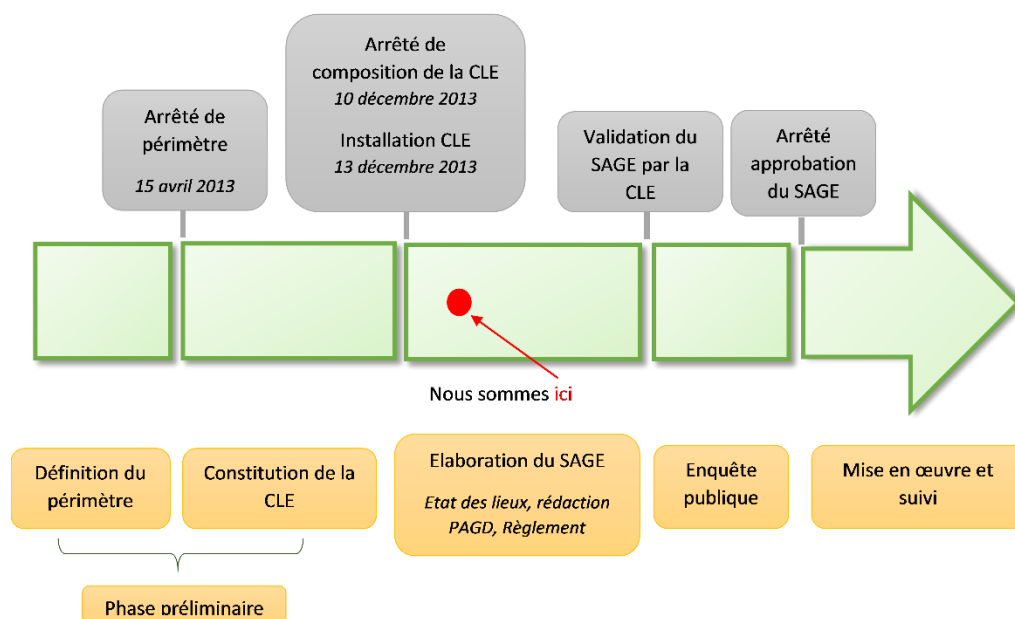 Arrêté de
périmètre
15 avril 2013
Arrêté de
composition de la CLE
10 décembre 2013
Installation CLE
13 décembre 2013
Validation du
SAGE par la
CLE
Arrêté
approbation
du SAGE
Nous sommes ici
Définition du
périmètre
Constitution de la
CLE
Elaboration du SAGE
Etat des lieux, rédaction
PAGD, Règlement
Enquête
publique
Mise en œuvre et
suivi
Phase préliminaire